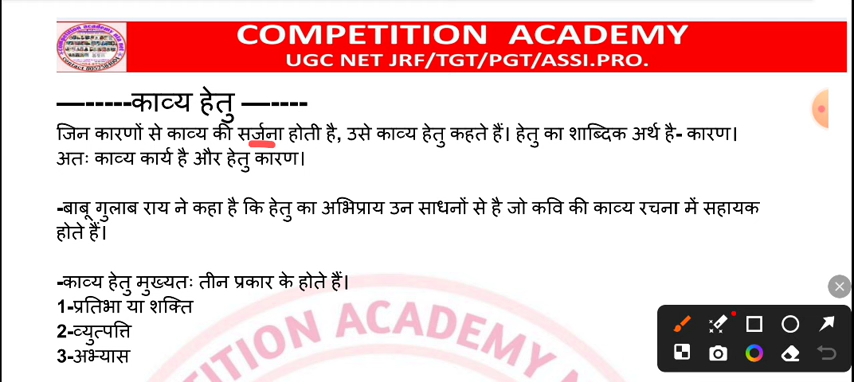 COMPETITION ACADEMY
UGC NET JRF/TGT/PGT/ASSI.PRO.
—------काव्य हेतु —----
जिन कारणों से काव्य की सर्जना होती है, उसे काव्य हेतु कहते हैं। हेतु का शाब्दिक अर्थ है- कारण।
अतः काव्य कार्य है और हेतु कारण।
-बाबू गुलाब राय ने कहा है कि हेतु का अभिप्राय उन साधनों से है जो कवि की काव्य रचना में सहायक
होते हैं।
-काव्य हेतु मुख्यतः तीन प्रकार के होते हैं।
1-प्रतिभा या शक्ति
2-व्युत्पत्ति
3-अभ्यास